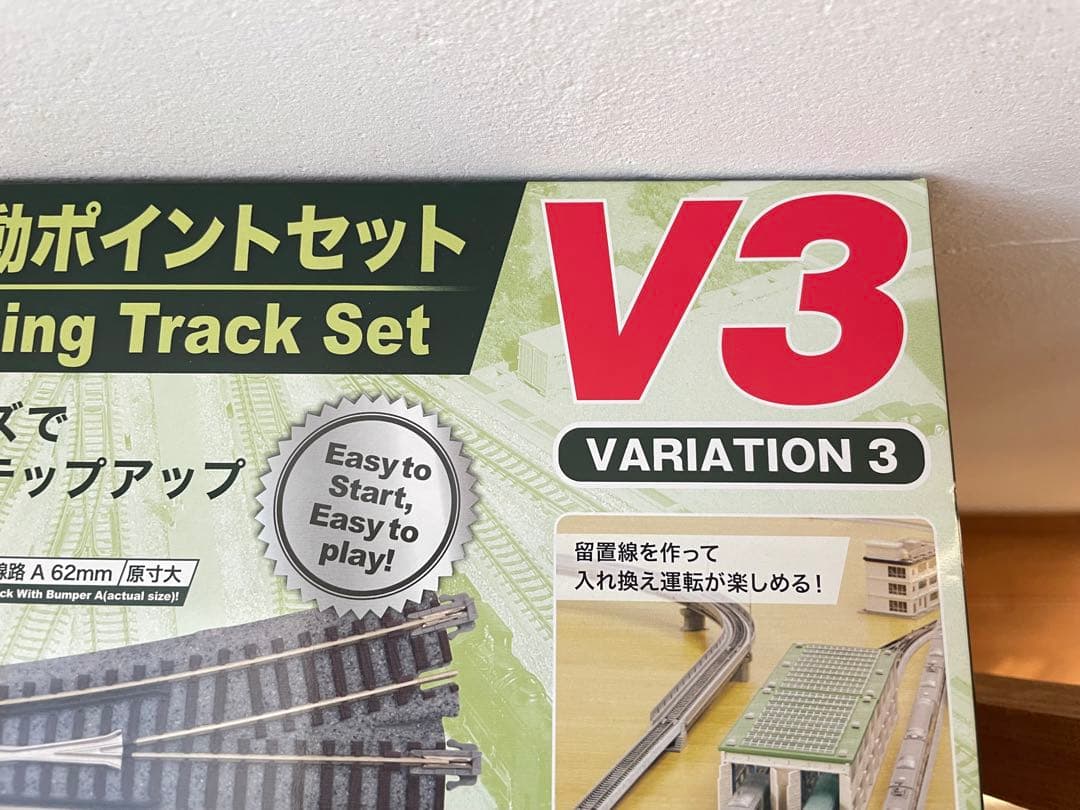 動ポイントセット
ing Track Set
V3
VARIATION 3
ズで
テップアップ
Easy to
Start,
Easy to
play!
線路 A 62mm/原寸大
ck With Bumper A(actual size)!
留置線を作って
入れ換え運転が楽しめる!